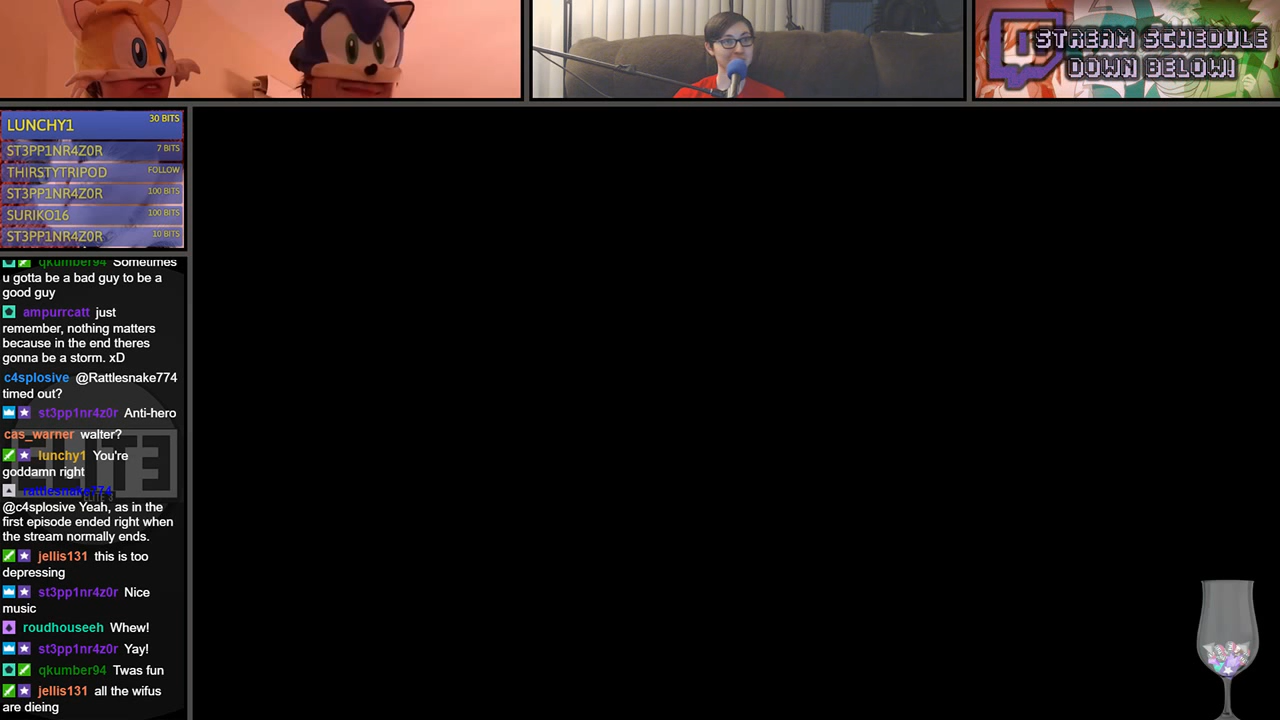 STREAM SCHEDULE
DOWN BELOW!
LUNCHY1 30 BITS
ST3PP1NR4Z0R 7 BITS
THIRSTYTRIPOD FOLLOW
ST3PP1NR4Z0R 100 BITS
SURIKO16 100 BITS
ST3PP1NR4Z0R 10 BITS
qkumber94 Sometimes
u gotta be a bad guy to be a
good guy
ampurrcatt just
remember, nothing matters
because in the end theres
gonna be a storm. xD
c4splosive @Rattlesnake774
timed out?
st3pp1nr4z0r Anti-hero
cas_warner walter?
lunchy1 You're
goddamn right
rattlesnake774
@c4splosive Yeah, as in the
first episode ended right when
the stream normally ends.
jellis131 this is too
depressing
st3pp1nr4z0r Nice
music
roudhouseeh Whew!
st3pp1nr4z0r Yay!
qkumber94 Twas fun
jellis131 all the wifus
are dieing